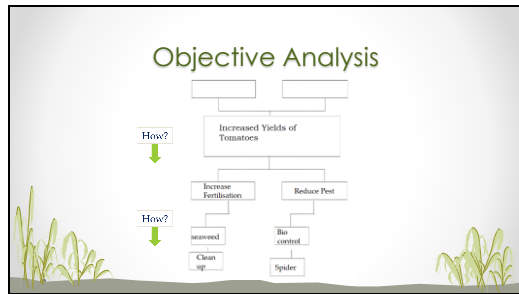 Objective Analysis
Increased Yields of
Tomatoes
How?
Increase
Fertilisation
Reduce Pest
How?
seaweed
Bio
control
Clean
up
Spider